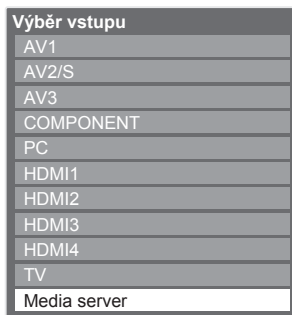 Výběr vstupu
AV1
AV2/S
AV3
COMPONENT
PC
HDMI1
HDMI2
HDMI3
HDMI4
TV
Media server